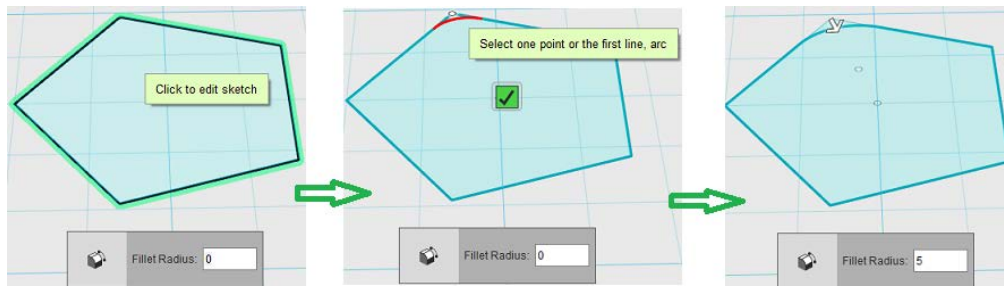 Click to edit sketch
Fillet Radius: 0
Select one point or the first line, arc
Fillet Radius: 0
Fillet Radius: 5